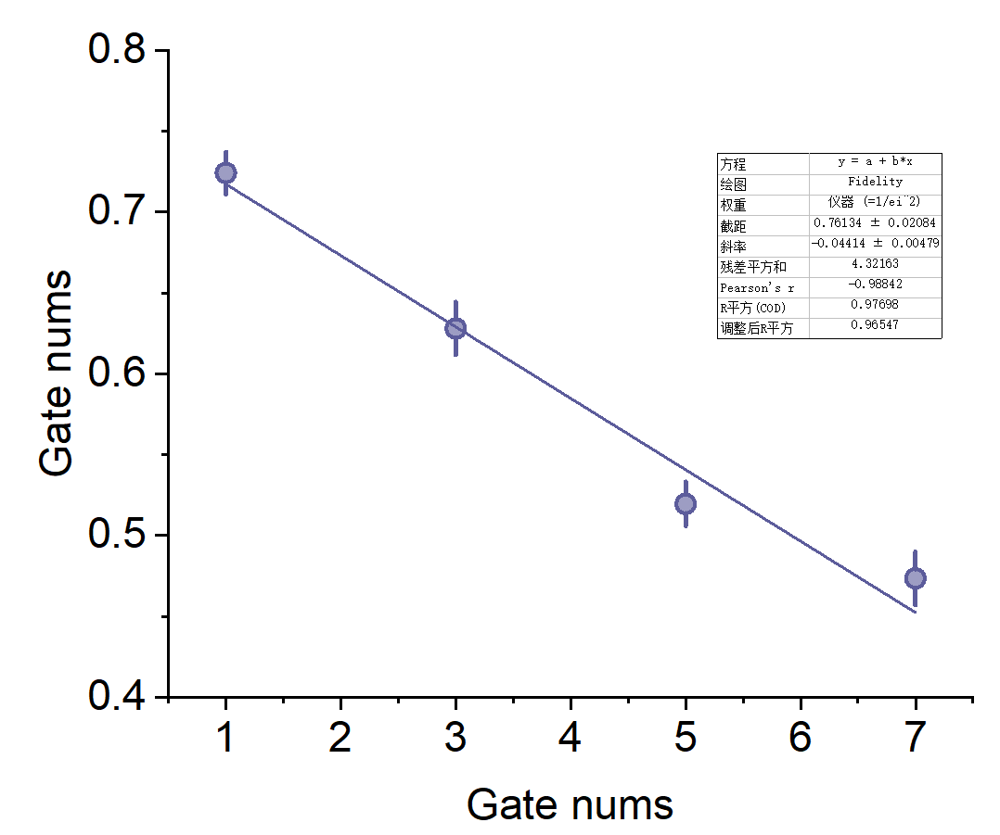 0.8
0.7
0.6
0.5
0.4
Gate nums
1 2 3 4 5 6 7
Gate nums
方程 y = a + b*x
绘图 Fidelity
权重 仪器 (=1/ei^2)
截距 0.76134 ± 0.02084
斜率 -0.04414 ± 0.00479
残差平方和 4.32163
Pearson's r -0.98842
R平方(COD) 0.97698
调整后R平方 0.96547